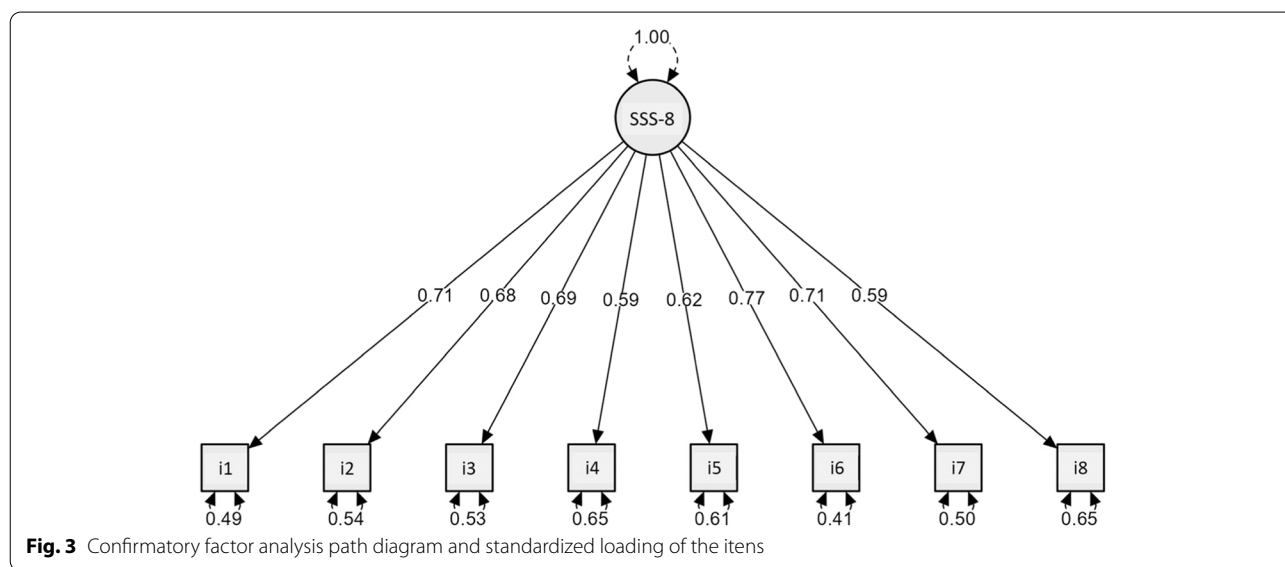 1.00
SSS-8
0.71 0.68 0.69 0.59 0.62 0.77 0.71 0.59
i1 i2 i3 i4 i5 i6 i7 i8
0.49 0.54 0.53 0.65 0.61 0.41 0.50 0.65
Fig. 3 Confirmatory factor analysis path diagram and standardized loading of the itens